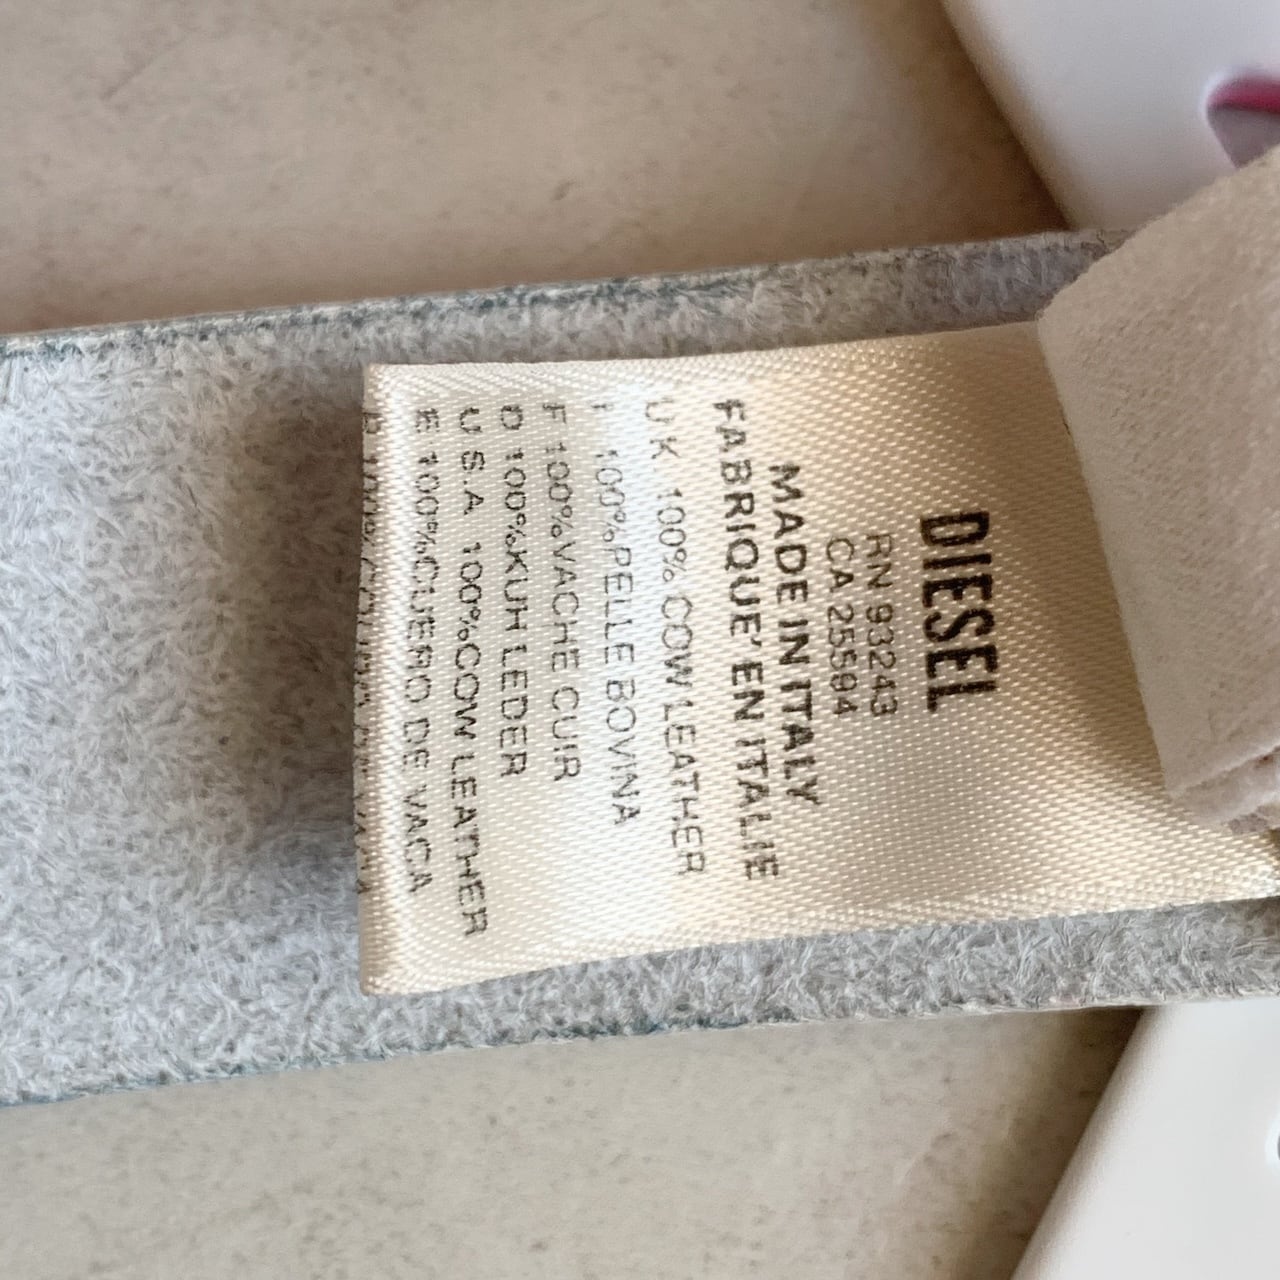 DIESEL
RN 93243
CA 25594
MADE IN ITALY
FABRIQUE' EN ITALIE
U.K. 100% COW LEATHER
I 100%PELLE BOVINA
F 100%VACHE CUIR
D 100%KUH LEDER
U.S.A 100%COW LEATHER
E 100%CUERO DE VACA